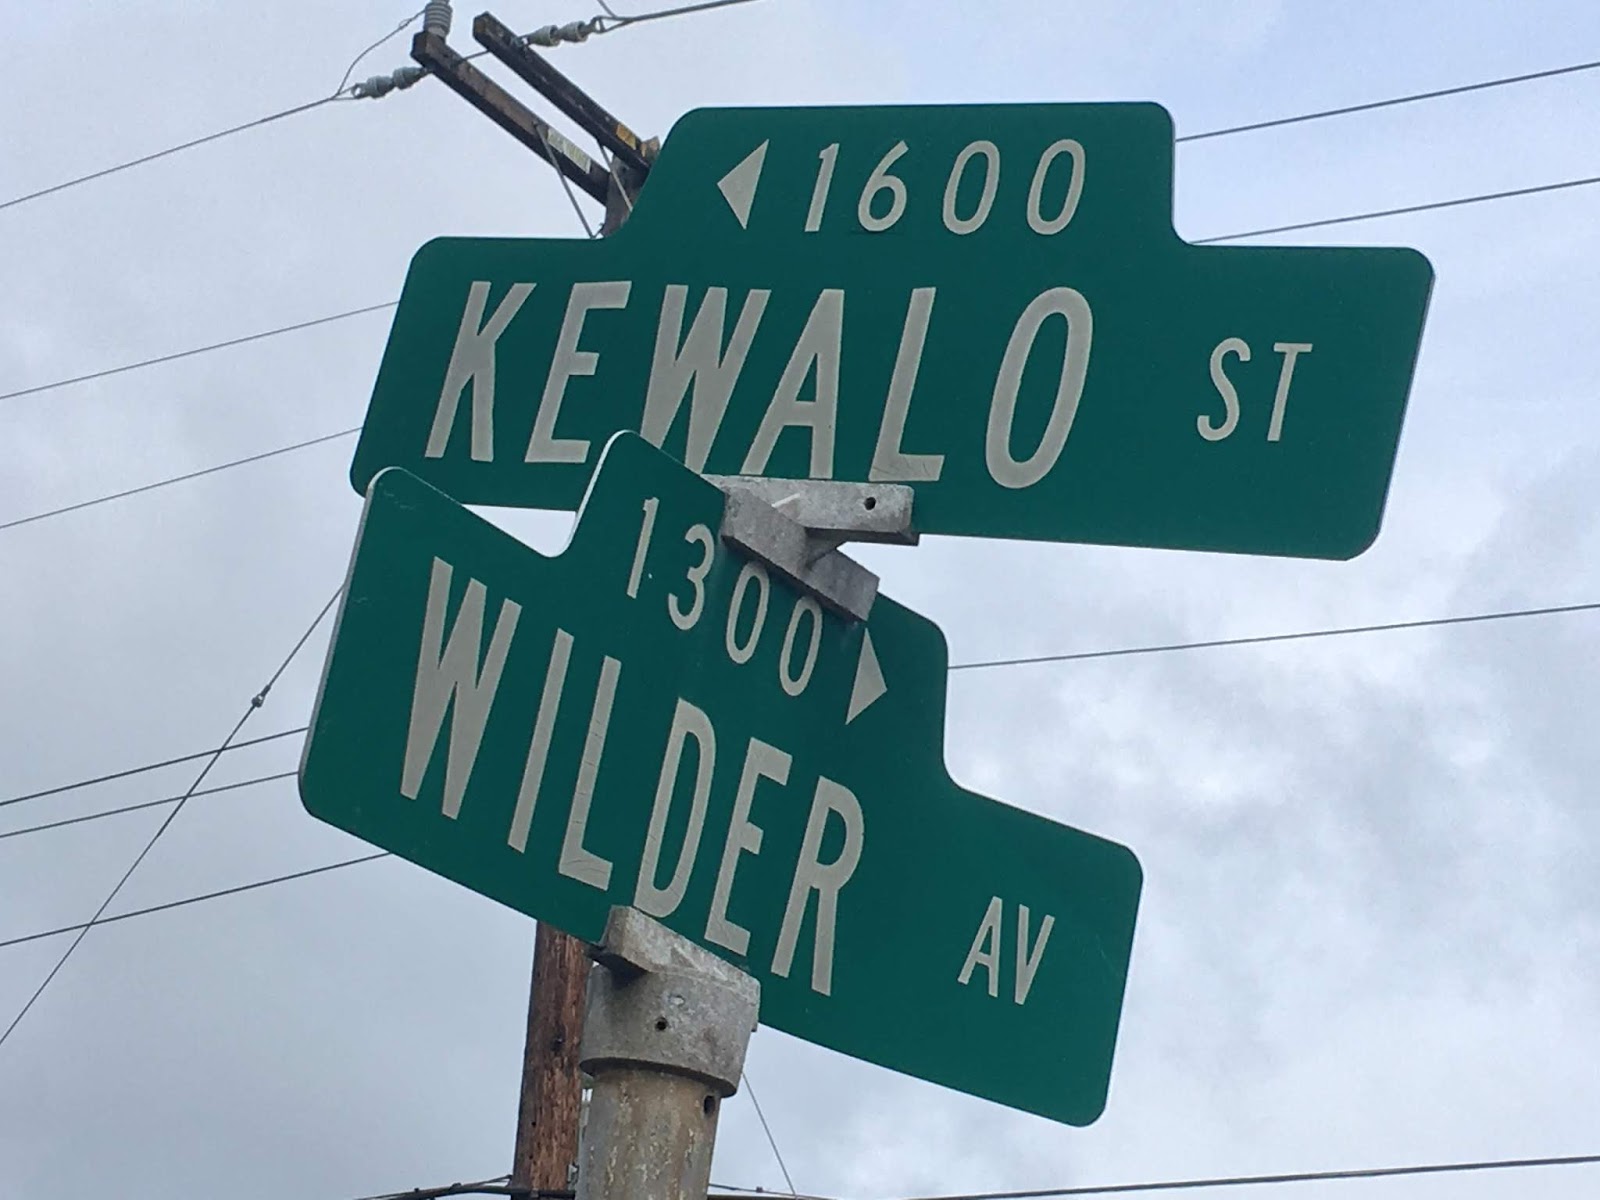 ◀ 1600
KEWALO ST
1300 ▶
WILDER AV